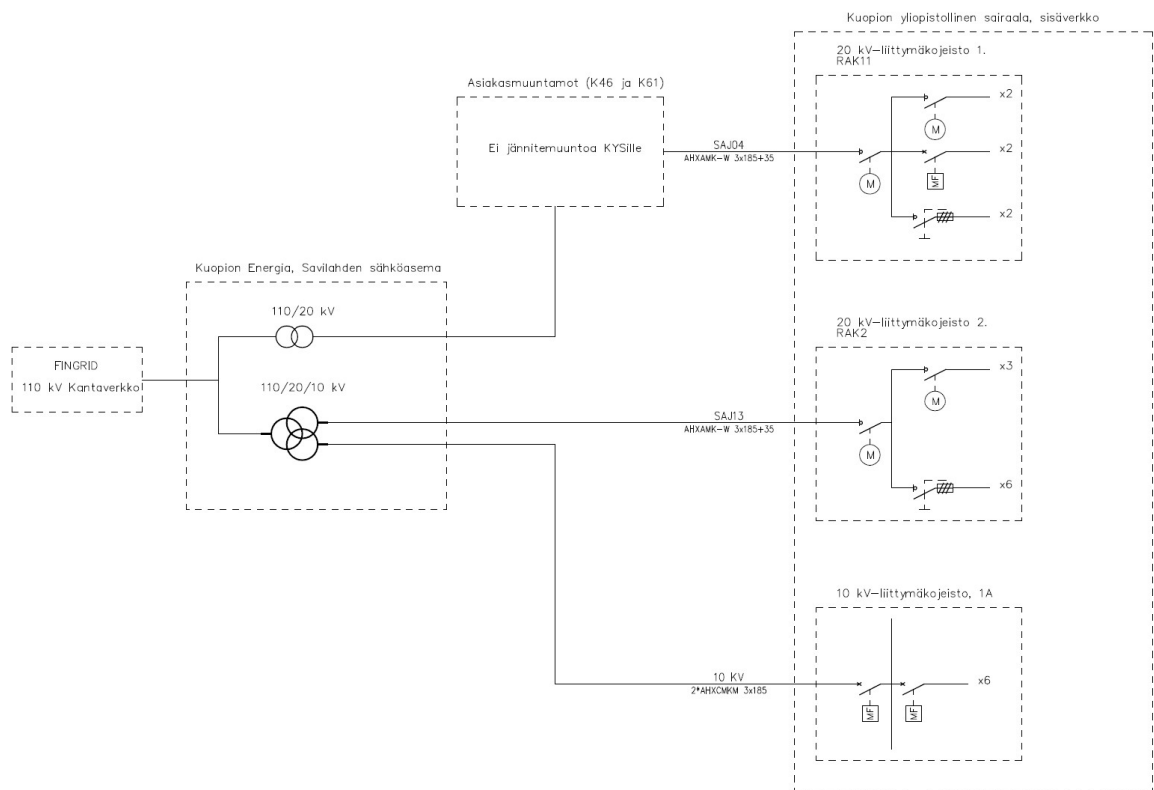 Kuopion yliopistollinen sairaala, sisäverkko
20 kV-liittymäkojeisto 1.
RAK11
x2
M
Asiakasmuuntamot (K46 ja K61)
Ei jännitemuuntoa KYSille
SAJ04
AHXAMK-W 3x185+35
M
x2
MF
x2
Kuopion Energia, Savilahden sähköasema
110/20 kV
20 kV-liittymäkojeisto 2.
RAK2
FINGRID
110 kV Kantaverkko
110/20/10 kV
x3
M
SAJ13
AHXAMK-W 3x185+35
M
x6
10 kV-liittymäkojeisto, 1A
10 KV
2*AHXCMKM 3x185
x6
MF
MF